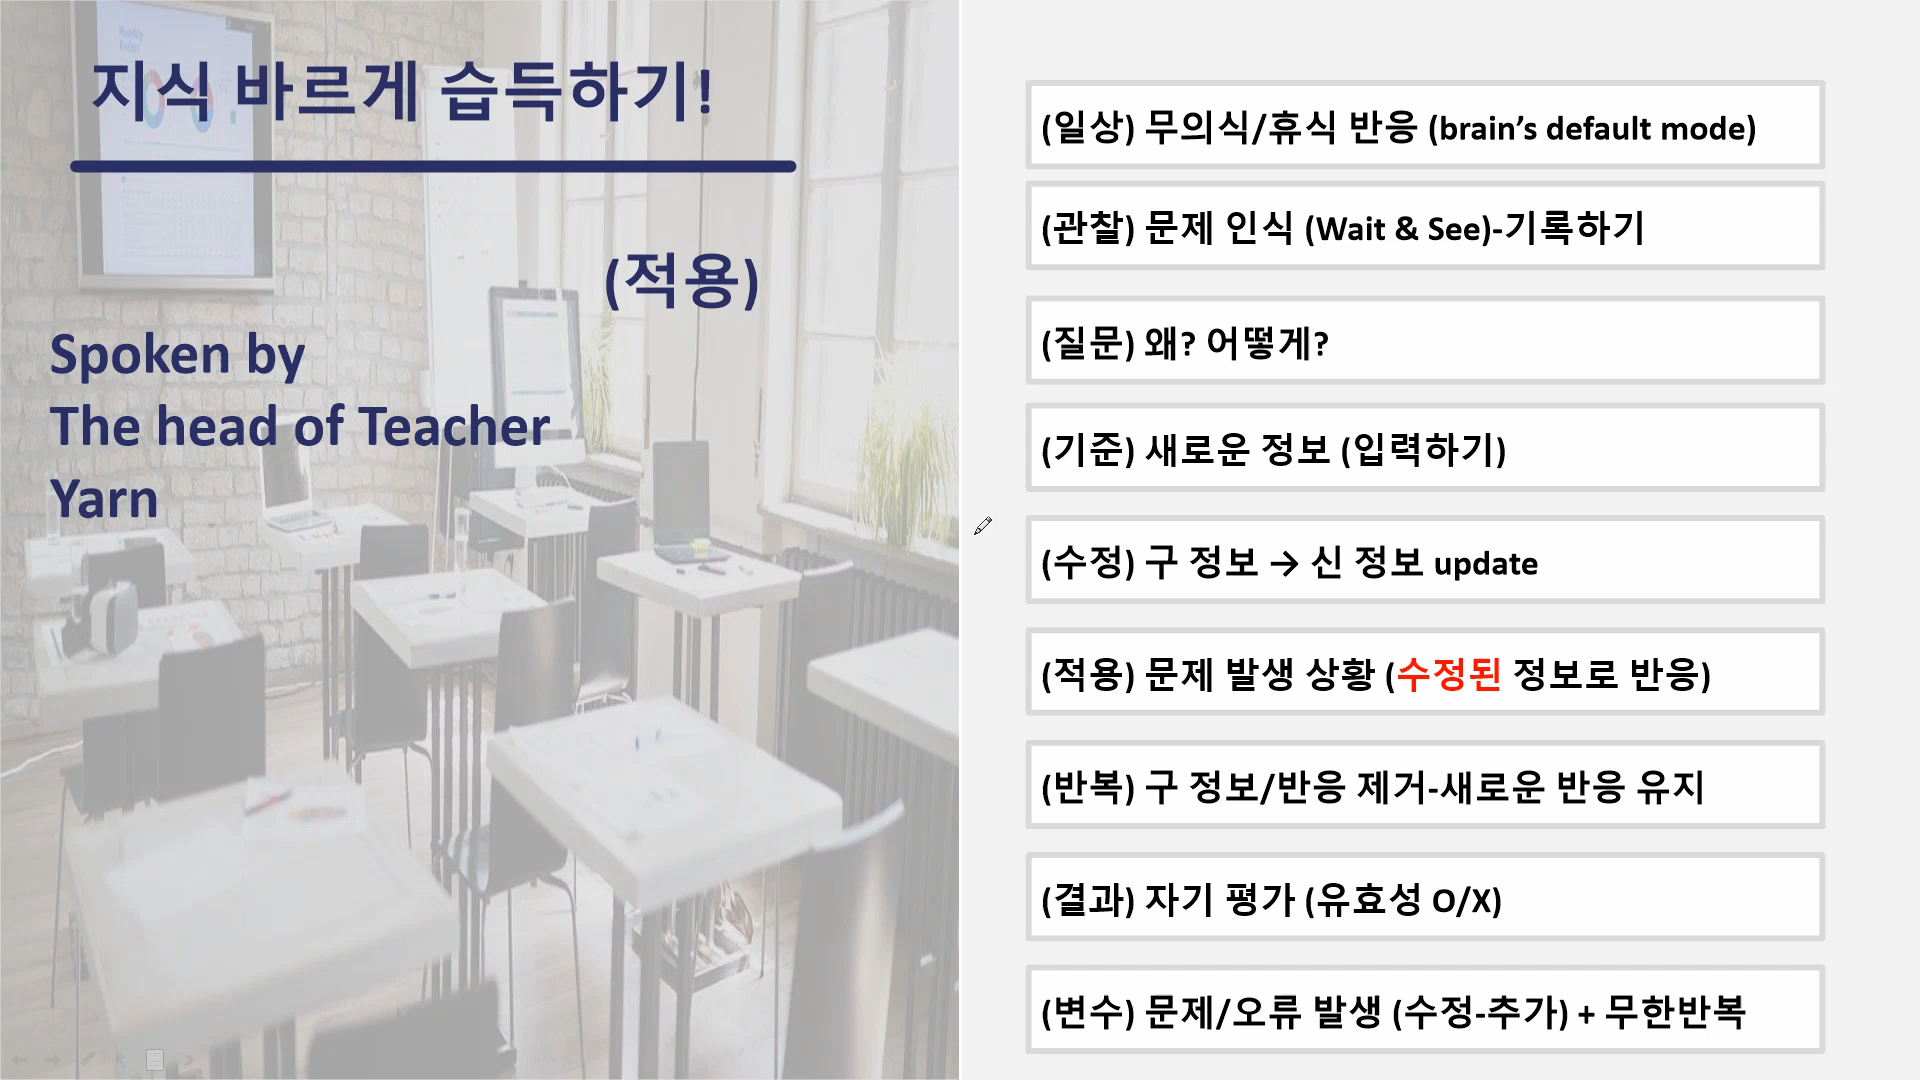 지식 바르게 습득하기!
(적용)
Spoken by
The head of Teacher
Yarn
(일상) 무의식/휴식 반응 (brain’s default mode)
(관찰) 문제 인식 (Wait & See)-기록하기
(질문) 왜? 어떻게?
(기준) 새로운 정보 (입력하기)
(수정) 구 정보 → 신 정보 update
(적용) 문제 발생 상황 (수정된 정보로 반응)
(반복) 구 정보/반응 제거-새로운 반응 유지
(결과) 자기 평가 (유효성 O/X)
(변수) 문제/오류 발생 (수정-추가) + 무한반복